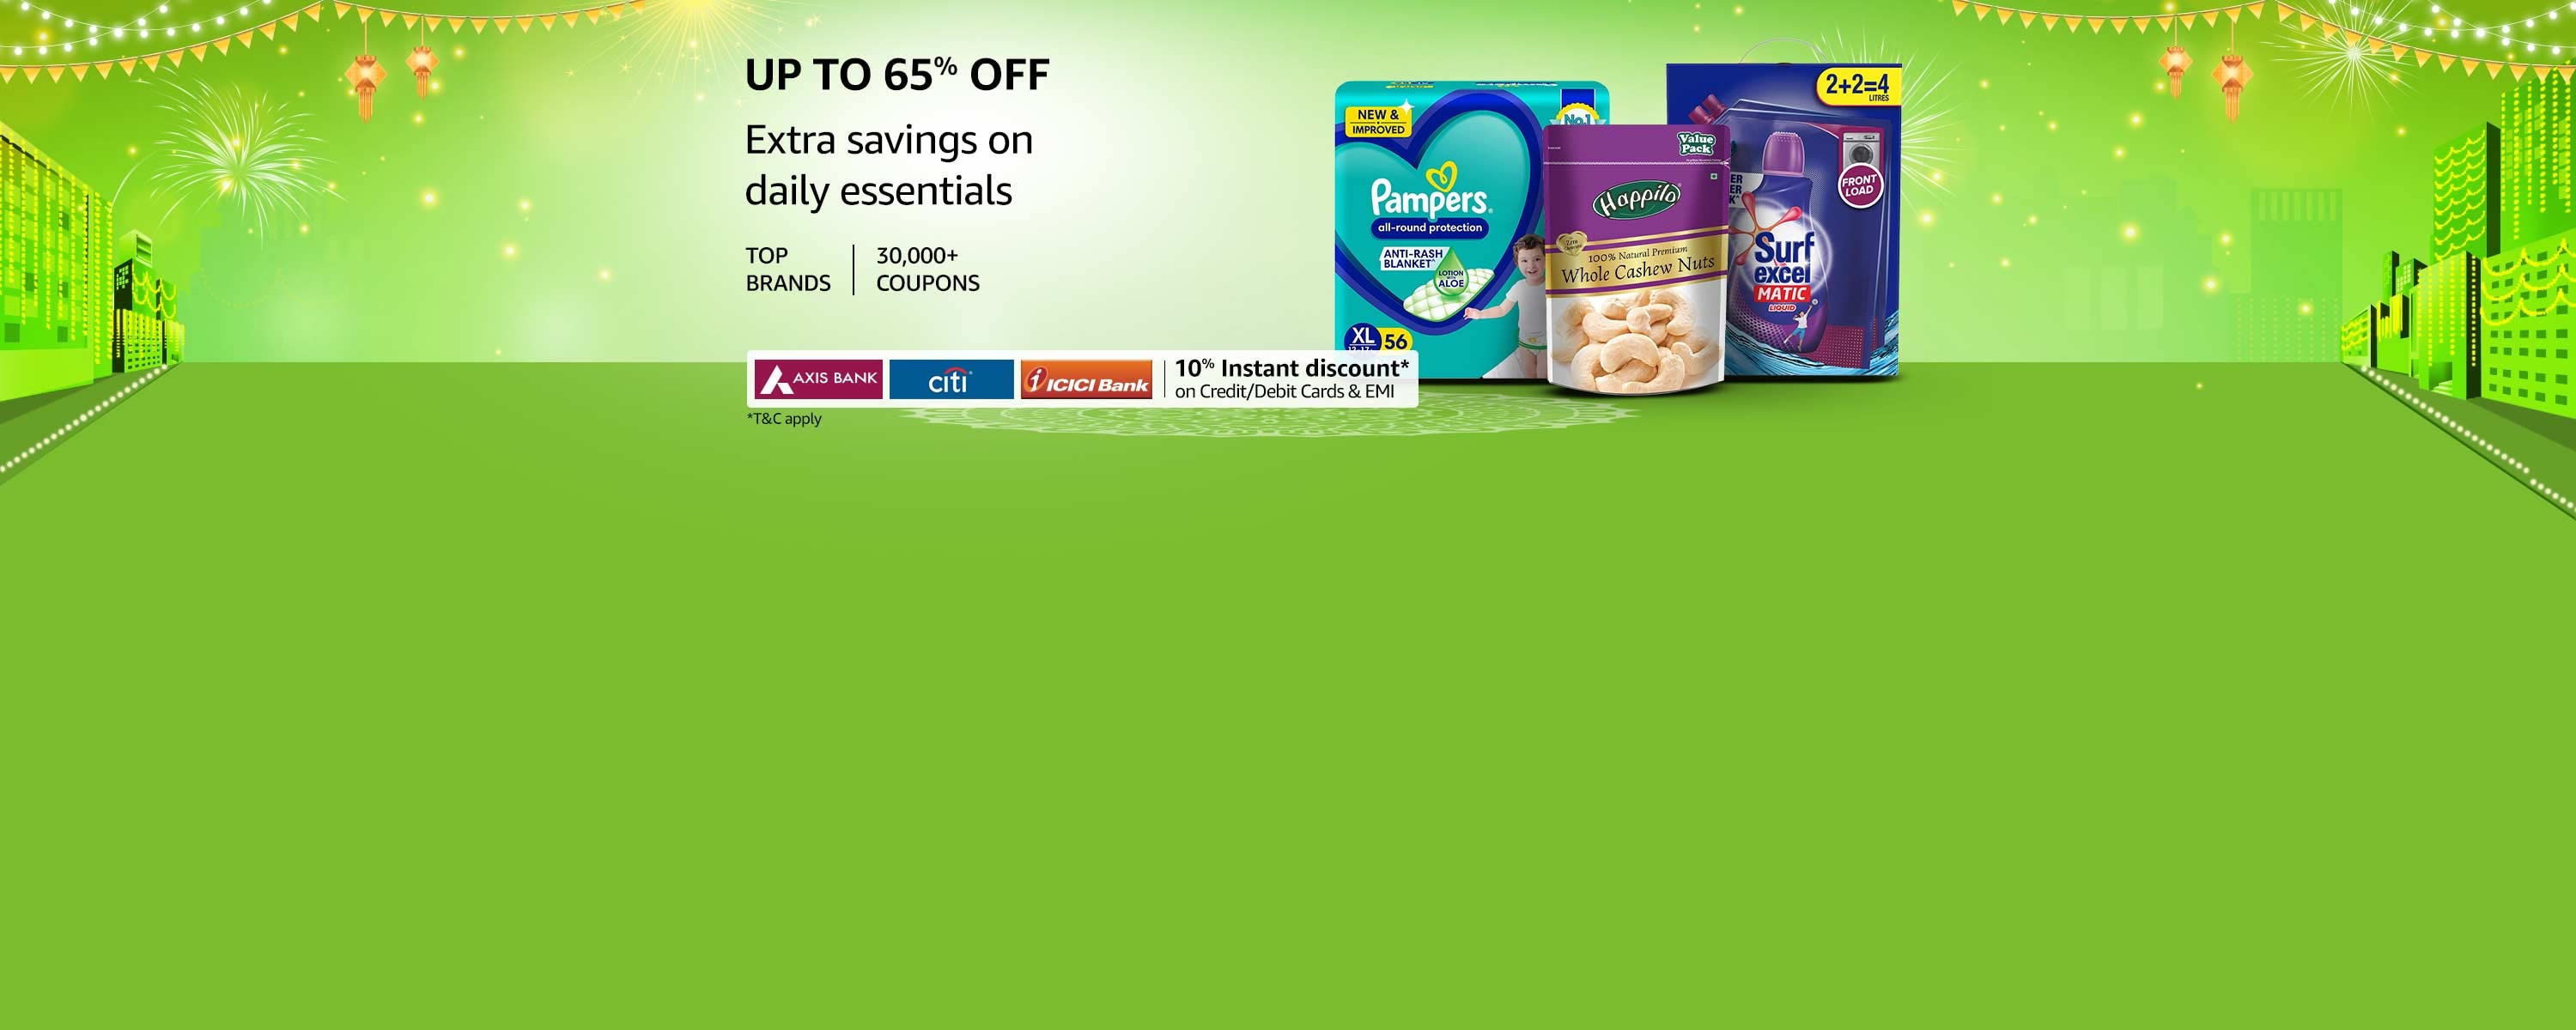 UP TO 65% OFF
Extra savings on
daily essentials
TOP
BRANDS
30,000+
COUPONS
AXIS BANK
citi
ICICI Bank
10% Instant discount*
on Credit/Debit Cards & EMI
*T&C apply
NEW &
IMPROVED
No.1
Pampers
all-round protection
ANTI-RASH
BLANKET
LOTION
WITH
ALOE
XL
56
Value
Pack
Happilo
100% Natural Premium
Whole Cashew Nuts
2+2=4
LITRES
FRONT
LOAD
Surf
excel
MATIC
LIQUID